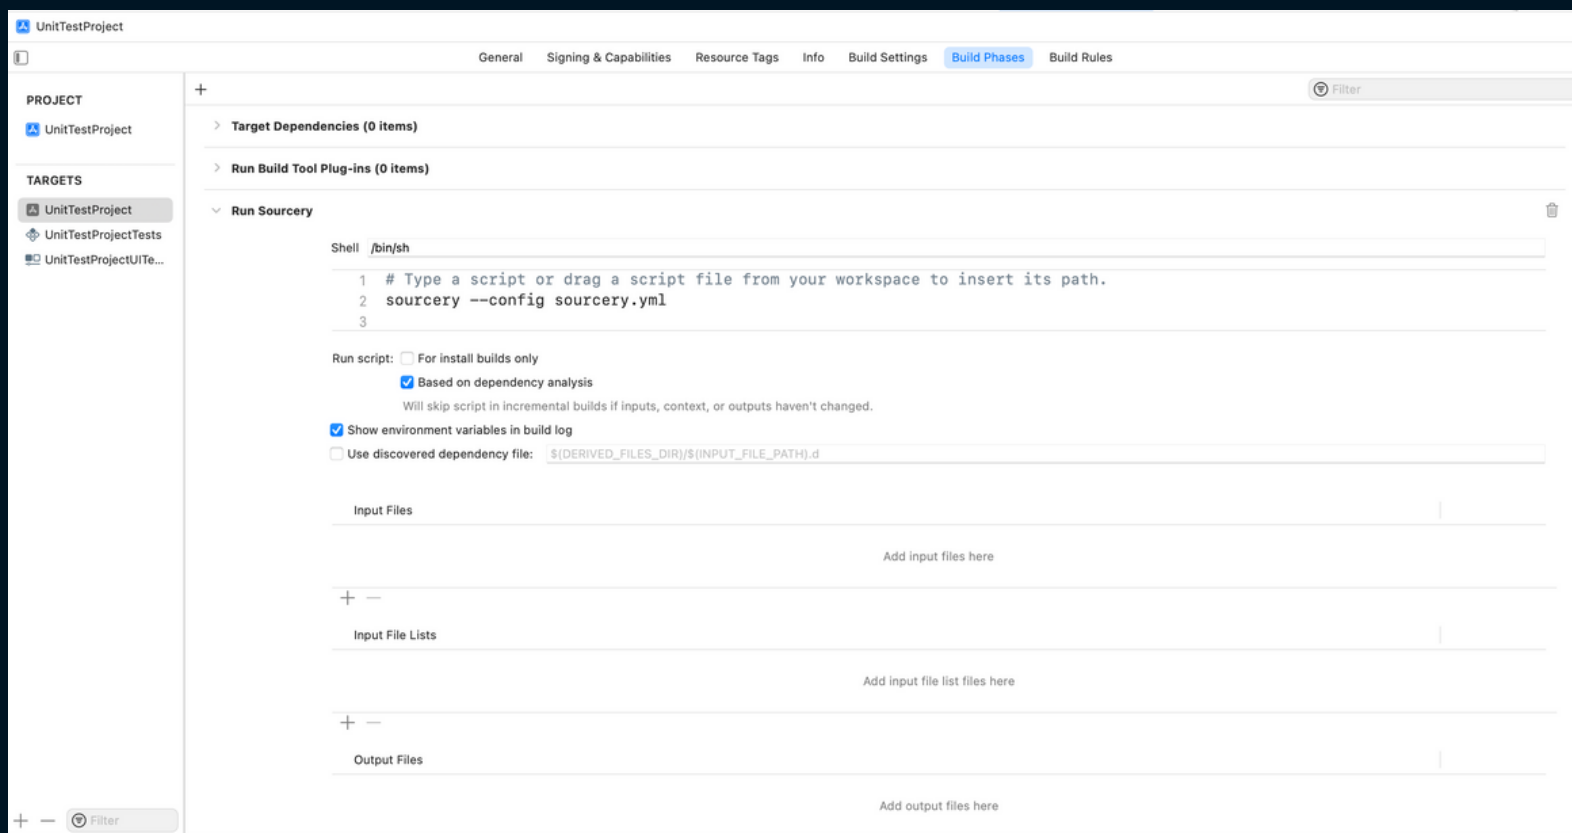 UnitTestProject
General Signing & Capabilities Resource Tags Info Build Settings Build Phases Build Rules
PROJECT
UnitTestProject
TARGETS
UnitTestProject
UnitTestProjectTests
UnitTestProjectUITe...
Filter
Filter
Target Dependencies (0 items)
Run Build Tool Plug-ins (0 items)
Run Sourcery
Shell /bin/sh
1 # Type a script or drag a script file from your workspace to insert its path.
2 sourcery --config sourcery.yml
3
Run script: For install builds only
Based on dependency analysis
Will skip script in incremental builds if inputs, context, or outputs haven't changed.
Show environment variables in build log
Use discovered dependency file: $(DERIVED_FILES_DIR)/$(INPUT_FILE_PATH).d
Input Files
Add input files here
Input File Lists
Add input file list files here
Output Files
Add output files here